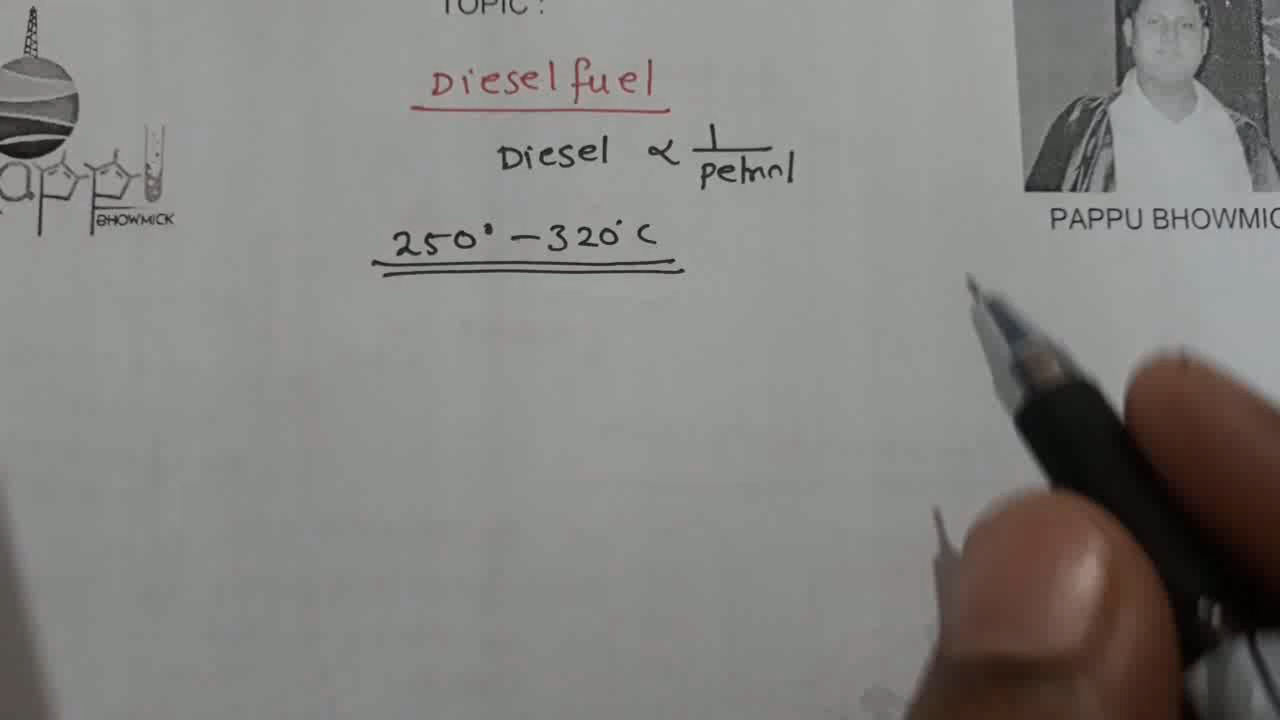 TOPIC :
Diesel fuel
Diesel ∝ 1/petrol
250° – 320°C
BHOWMICK
PAPPU BHOWMIC